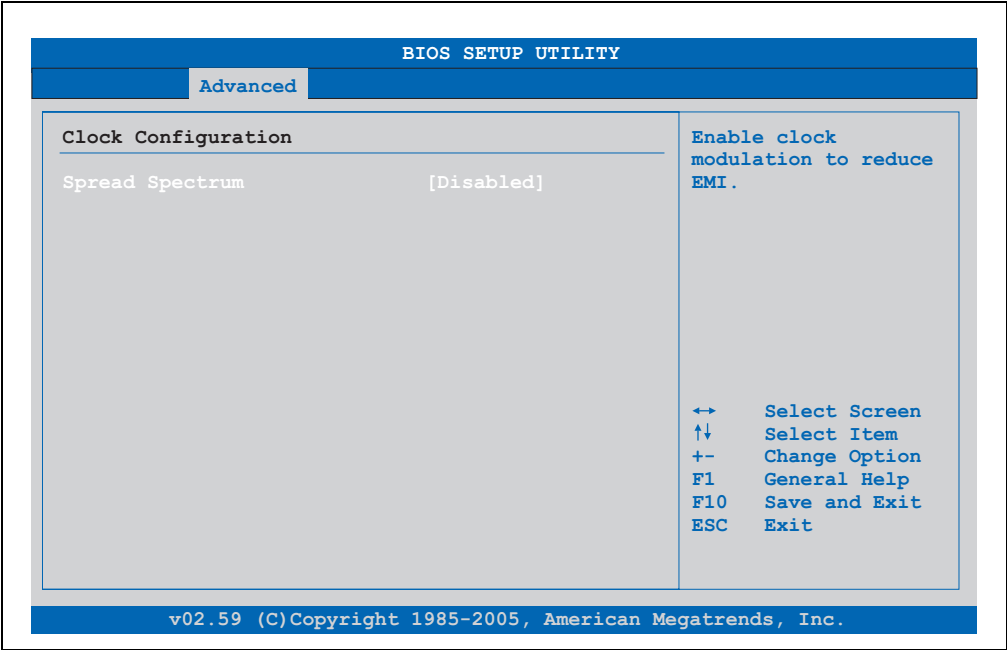 BIOS SETUP UTILITY
Advanced
Clock Configuration
Spread Spectrum [Disabled]
Enable clock
modulation to reduce
EMI.
↔ Select Screen
↑↓ Select Item
+- Change Option
F1 General Help
F10 Save and Exit
ESC Exit
v02.59 (C)Copyright 1985-2005, American Megatrends, Inc.